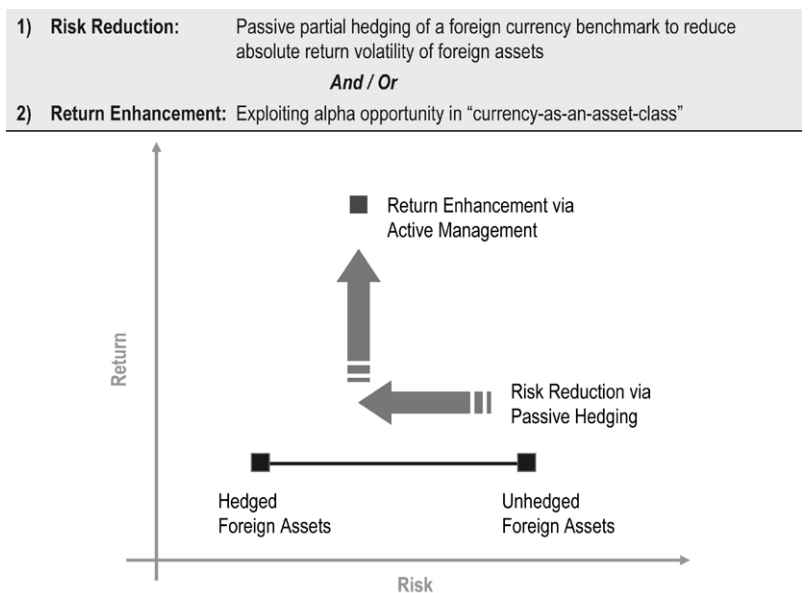 1) Risk Reduction: Passive partial hedging of a foreign currency benchmark to reduce
absolute return volatility of foreign assets
And / Or
2) Return Enhancement: Exploiting alpha opportunity in “currency-as-an-asset-class”
Return Enhancement via
Active Management
Return
Risk Reduction via
Passive Hedging
Hedged
Foreign Assets
Unhedged
Foreign Assets
Risk